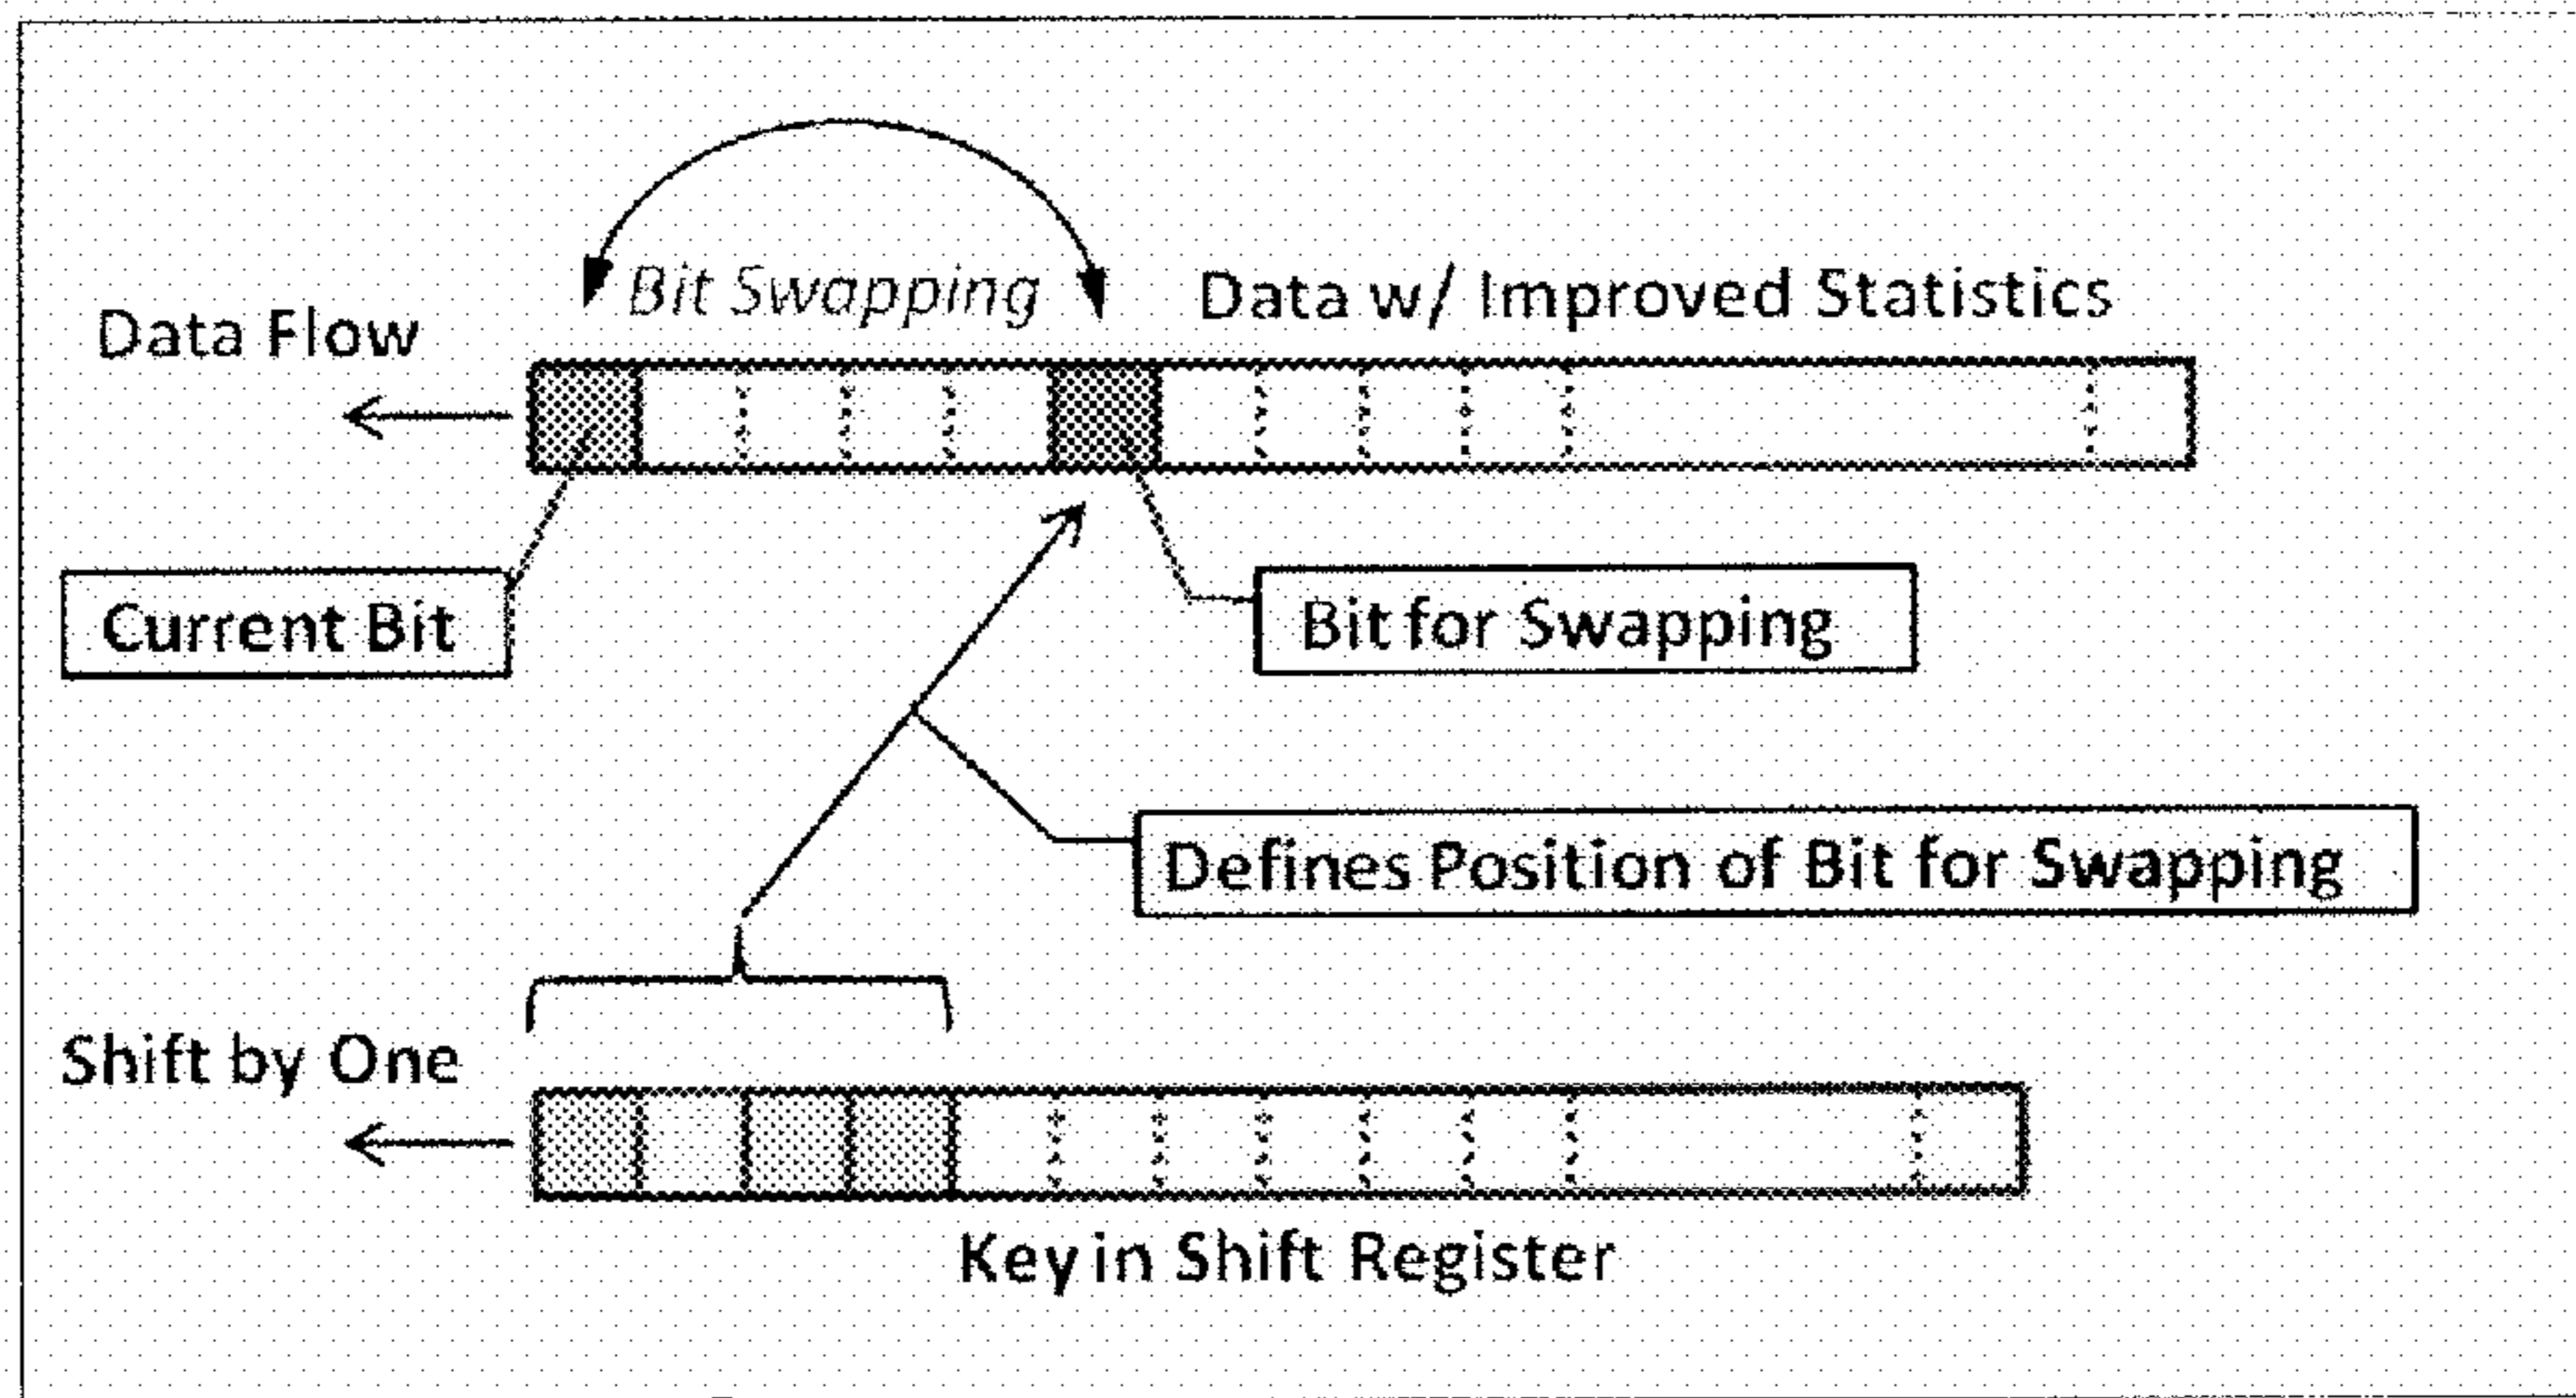 Bit Swapping
Data w/ Improved Statistics
Data Flow
Current Bit
Bit for Swapping
Defines Position of Bit for Swapping
Shift by One
Key in Shift Register